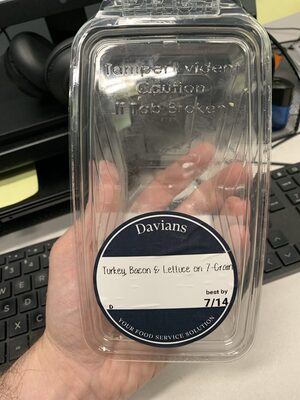 Tamper Evident
Caution
If Tab Broken
Davians
Turkey, Bacon & Lettuce on 7-Grain
best by
7/14
D
YOUR FOOD SERVICE SOLUTION